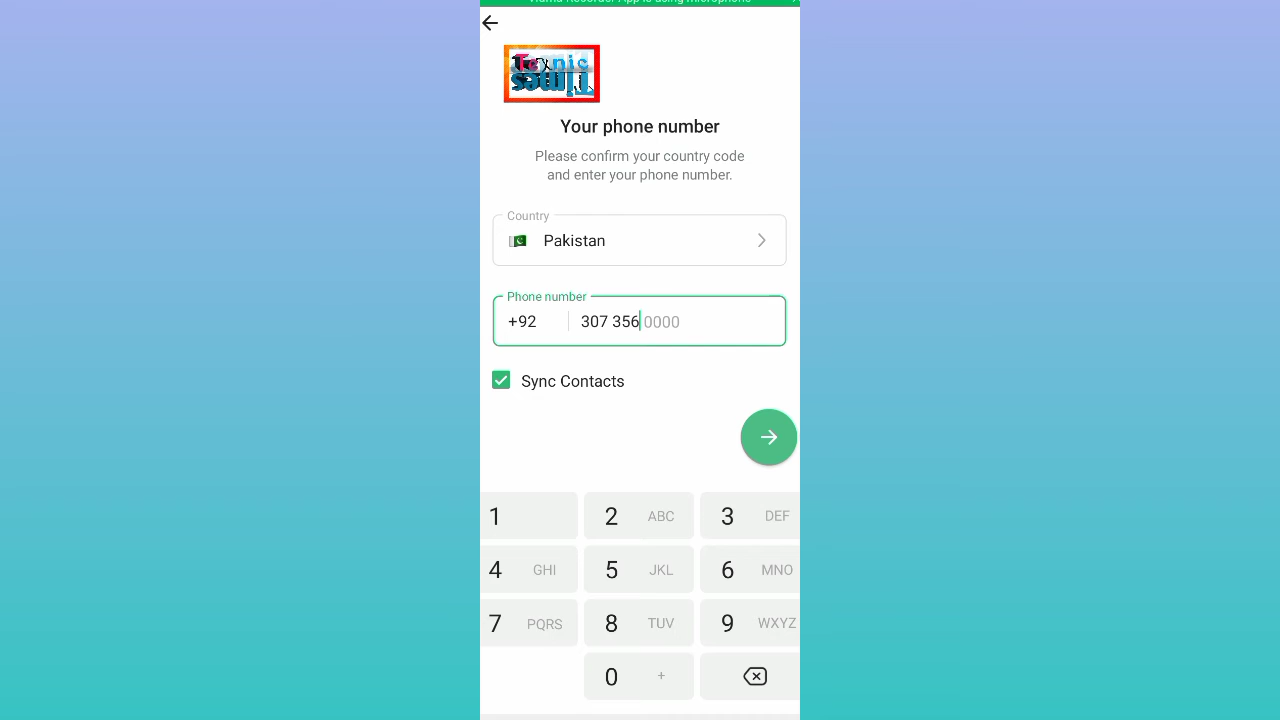 Your phone number
Please confirm your country code
and enter your phone number.
Country
Pakistan
Phone number
+92 307 356 0000
Sync Contacts
1
2 ABC
3 DEF
4 GHI
5 JKL
6 MNO
7 PQRS
8 TUV
9 WXYZ
0 +